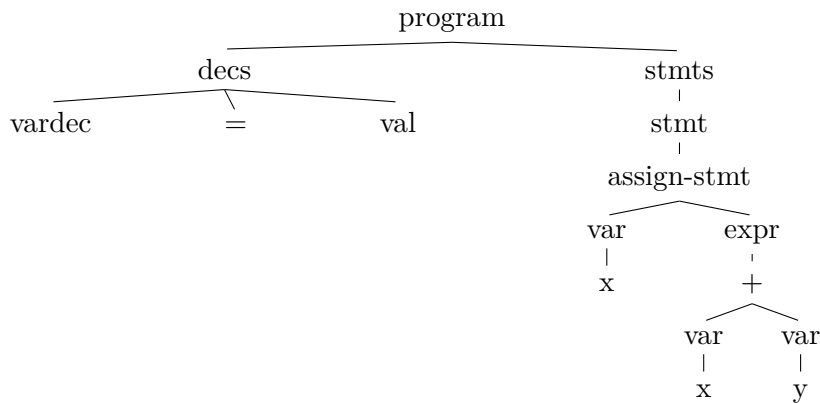 program
decs stmts
vardec = val stmt
assign-stmt
var expr
x +
var var
x y